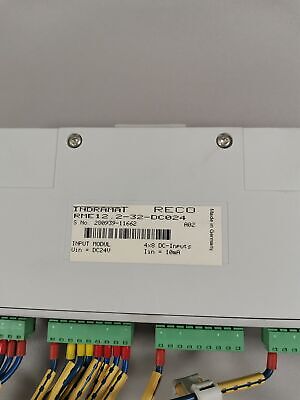 INDRAMAT RECO
RME12.2-32-DC024
S No. 280939-11662 A02
INPUT MODUL 4x8 DC-Inputs
Uin = DC24V Iin = 10mA
Made in Germany